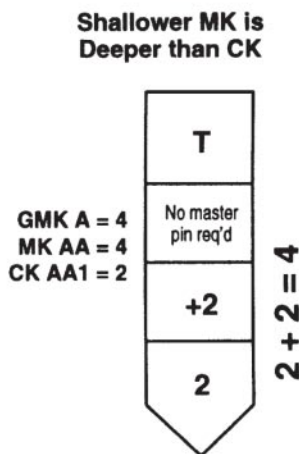 Shallower MK is
Deeper than CK
T
No master
pin req'd
GMK A = 4
MK AA = 4
CK AA1 = 2
+2
2
2 + 2 = 4